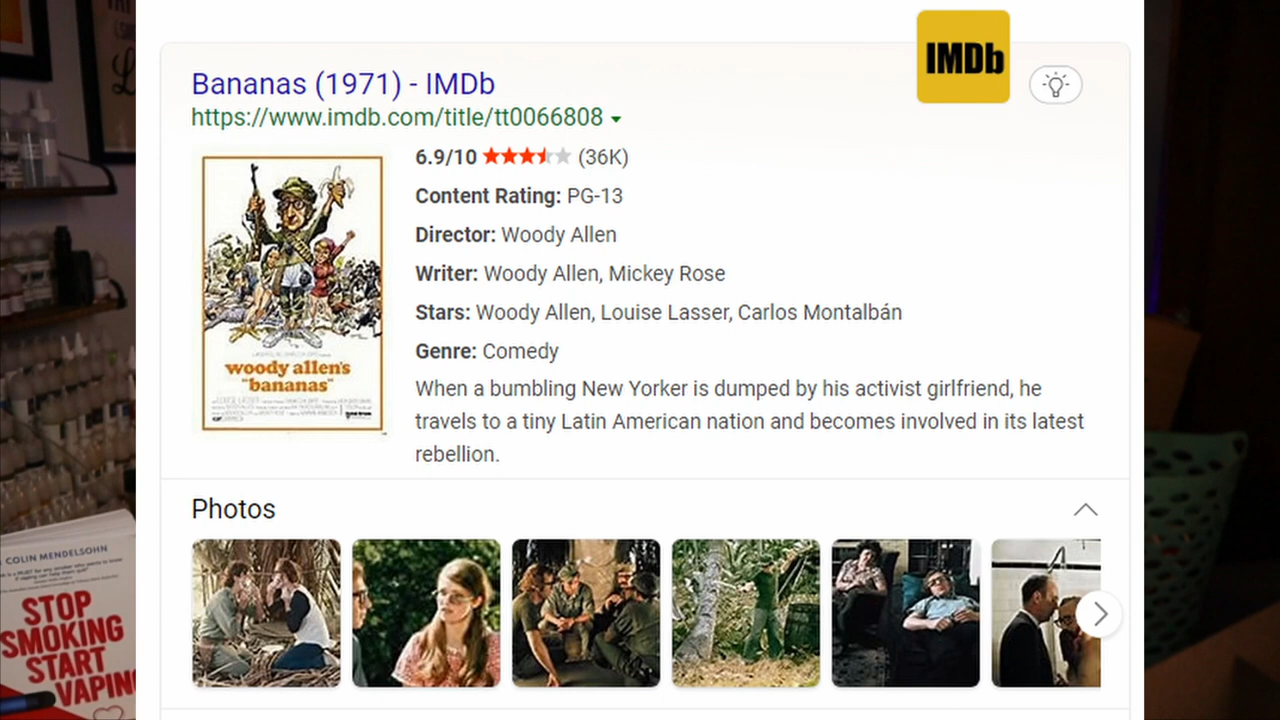 IMDb
Bananas (1971) - IMDb
https://www.imdb.com/title/tt0066808
6.9/10 (36K)
Content Rating: PG-13
Director: Woody Allen
Writer: Woody Allen, Mickey Rose
Stars: Woody Allen, Louise Lasser, Carlos Montalbán
Genre: Comedy
When a bumbling New Yorker is dumped by his activist girlfriend, he
travels to a tiny Latin American nation and becomes involved in its latest
rebellion.
woody allen's
"bananas"
Photos
COLIN MENDELSOHN
STOP
SMOKING
START
VAPING